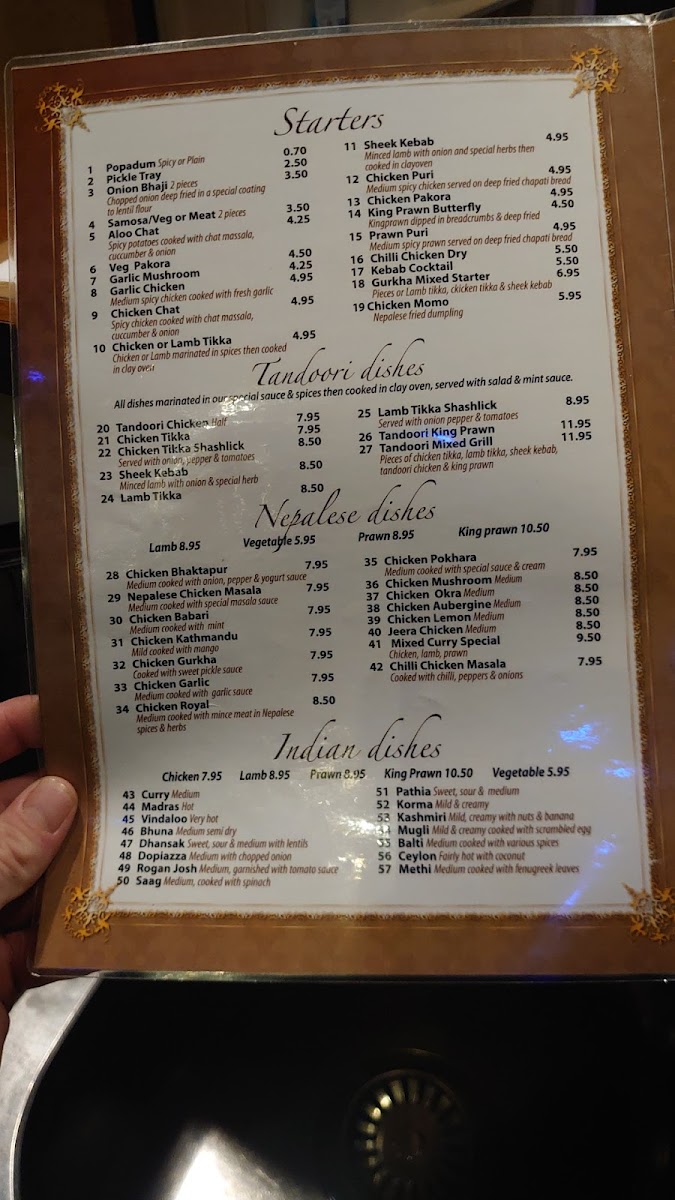 Starters
1 Popadum Spicy or Plain 0.70
2 Pickle Tray 2.50
3 Onion Bhaji 2 pieces 3.50
Chopped onion deep fried in a special coating
to lentil flour
4 Samosa/Veg or Meat 2 pieces 3.50
5 Aloo Chat 4.25
Spicy potatoes cooked with chat massala,
cuccumber & onion
6 Veg Pakora 4.50
7 Garlic Mushroom 4.25
8 Garlic Chicken 4.95
Medium spicy chicken cooked with fresh garlic
9 Chicken Chat 4.95
Spicy chicken cooked with chat massala,
cuccumber & onion
10 Chicken or Lamb Tikka 4.95
Chicken or Lamb marinated in spices then cooked
in clay oven
11 Sheek Kebab 4.95
Minced lamb with onion and special herbs then
cooked in clayoven
12 Chicken Puri 4.95
Medium spicy chicken served on deep fried chapati bread
13 Chicken Pakora 4.95
14 King Prawn Butterfly 4.50
Kingprawn dipped in breadcrumbs & deep fried
15 Prawn Puri 4.95
Medium spicy prawn served on deep fried chapati bread
16 Chilli Chicken Dry 5.50
17 Kebab Cocktail 5.50
18 Gurkha Mixed Starter 6.95
Pieces or Lamb tikka, ckicken tikka & sheek kebab
19 Chicken Momo 5.95
Nepalese fried dumpling
Tandoori dishes
All dishes marinated in our special sauce & spices then cooked in clay oven, served with salad & mint sauce.
20 Tandoori Chicken Half 7.95
21 Chicken Tikka 7.95
22 Chicken Tikka Shashlick 8.50
Served with onion, pepper & tomatoes
23 Sheek Kebab 8.50
Minced lamb with onion & special herb
24 Lamb Tikka 8.50
25 Lamb Tikka Shashlick 8.95
Served with onion pepper & tomatoes
26 Tandoori King Prawn 11.95
27 Tandoori Mixed Grill 11.95
Pieces of chicken tikka, lamb tikka, sheek kebab,
tandoori chicken & king prawn
Nepalese dishes
Lamb 8.95 Vegetable 5.95 Prawn 8.95 King prawn 10.50
28 Chicken Bhaktapur 7.95
Medium cooked with onion, pepper & yogurt sauce
29 Nepalese Chicken Masala 7.95
Medium cooked with special masala sauce
30 Chicken Babari 7.95
Medium cooked with mint
31 Chicken Kathmandu 7.95
Mild cooked with mango
32 Chicken Gurkha 7.95
Cooked with sweet pickle sauce
33 Chicken Garlic 7.95
Medium cooked with garlic sauce
34 Chicken Royal 8.50
Medium cooked with mince meat in Nepalese
spices & herbs
35 Chicken Pokhara 7.95
Medium cooked with special sauce & cream
36 Chicken Mushroom Medium 8.50
37 Chicken Okra Medium 8.50
38 Chicken Aubergine Medium 8.50
39 Chicken Lemon Medium 8.50
40 Jeera Chicken Medium 8.50
41 Mixed Curry Special 9.50
Chicken, lamb, prawn
42 Chilli Chicken Masala 7.95
Cooked with chilli, peppers & onions
Indian dishes
Chicken 7.95 Lamb 8.95 Prawn 8.95 King Prawn 10.50 Vegetable 5.95
43 Curry Medium
44 Madras Hot
45 Vindaloo Very hot
46 Bhuna Medium semi dry
47 Dhansak Sweet, sour & medium with lentils
48 Dopiazza Medium with chopped onion
49 Rogan Josh Medium, garnished with tomato sauce
50 Saag Medium, cooked with spinach
51 Pathia Sweet, sour & medium
52 Korma Mild & creamy
53 Kashmiri Mild, creamy with nuts & banana
54 Mugli Mild & creamy cooked with scrambled egg
55 Balti Medium cooked with various spices
56 Ceylon Fairly hot with coconut
57 Methi Medium cooked with fenugreek leaves